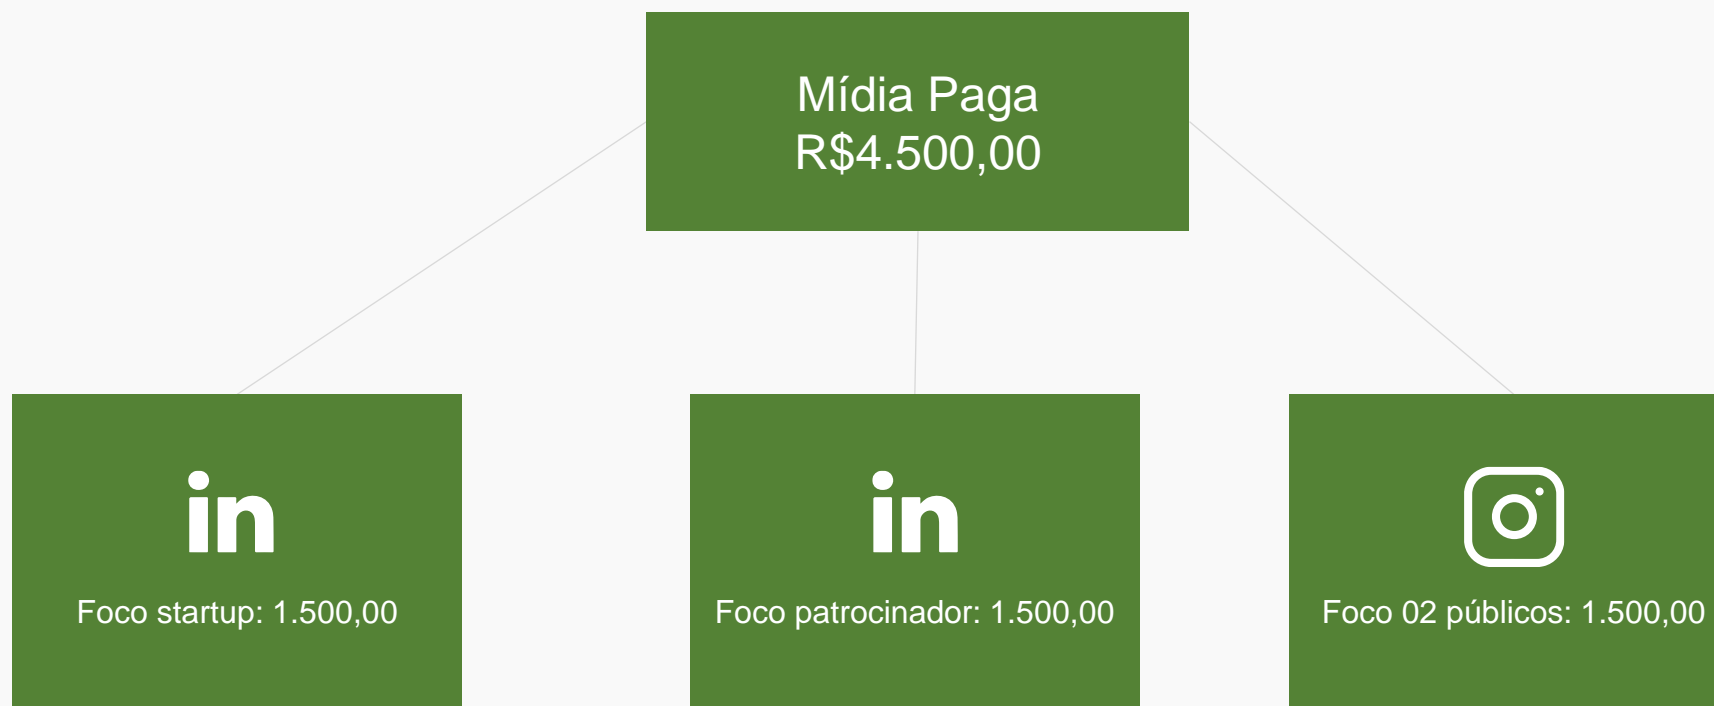 Mídia Paga
R$4.500,00
in
in
Foco startup: 1.500,00
Foco patrocinador: 1.500,00
Foco 02 públicos: 1.500,00